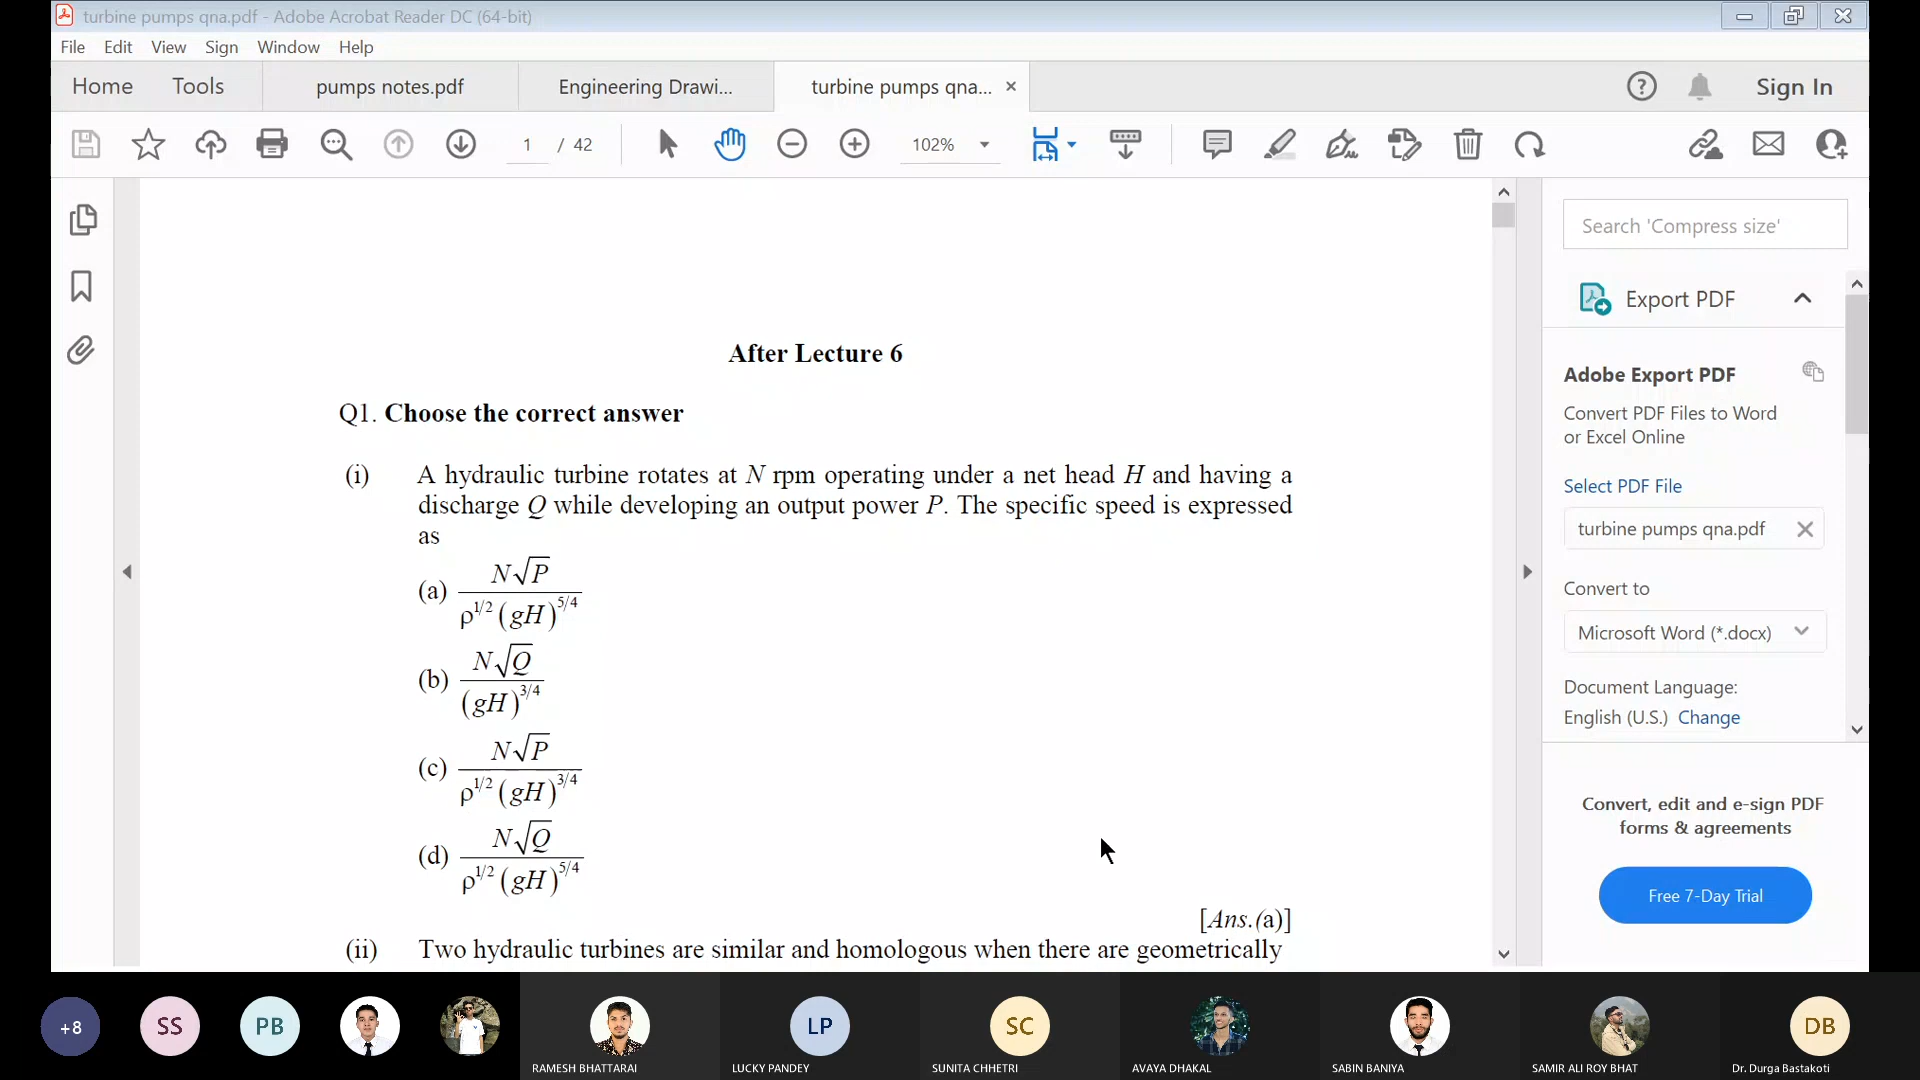 turbine pumps qna.pdf - Adobe Acrobat Reader DC (64-bit)
File Edit View Sign Window Help
Home Tools pumps notes.pdf Engineering Drawi... turbine pumps qna... × Sign In
1 / 42 102%
Search 'Compress size'
Export PDF
Adobe Export PDF
Convert PDF Files to Word
or Excel Online
Select PDF File
turbine pumps qna.pdf
Convert to
Microsoft Word (*.docx)
Document Language:
English (U.S.) Change
Convert, edit and e-sign PDF
forms & agreements
Free 7-Day Trial
After Lecture 6
Q1. Choose the correct answer
(i) A hydraulic turbine rotates at N rpm operating under a net head H and having a
discharge Q while developing an output power P. The specific speed is expressed
as
(a) N√P / ρ^1/2 (gH)^5/4
(b) N√Q / (gH)^3/4
(c) N√P / ρ^1/2 (gH)^3/4
(d) N√Q / ρ^1/2 (gH)^5/4
[Ans.(a)]
(ii) Two hydraulic turbines are similar and homologous when there are geometrically
+8 SS PB LP SC DB
RAMESH BHATTARAI LUCKY PANDEY SUNITA CHHETRI AVAYA DHAKAL SABIN BANIYA SAMIR ALI ROY BHAT Dr. Durga Bastakoti